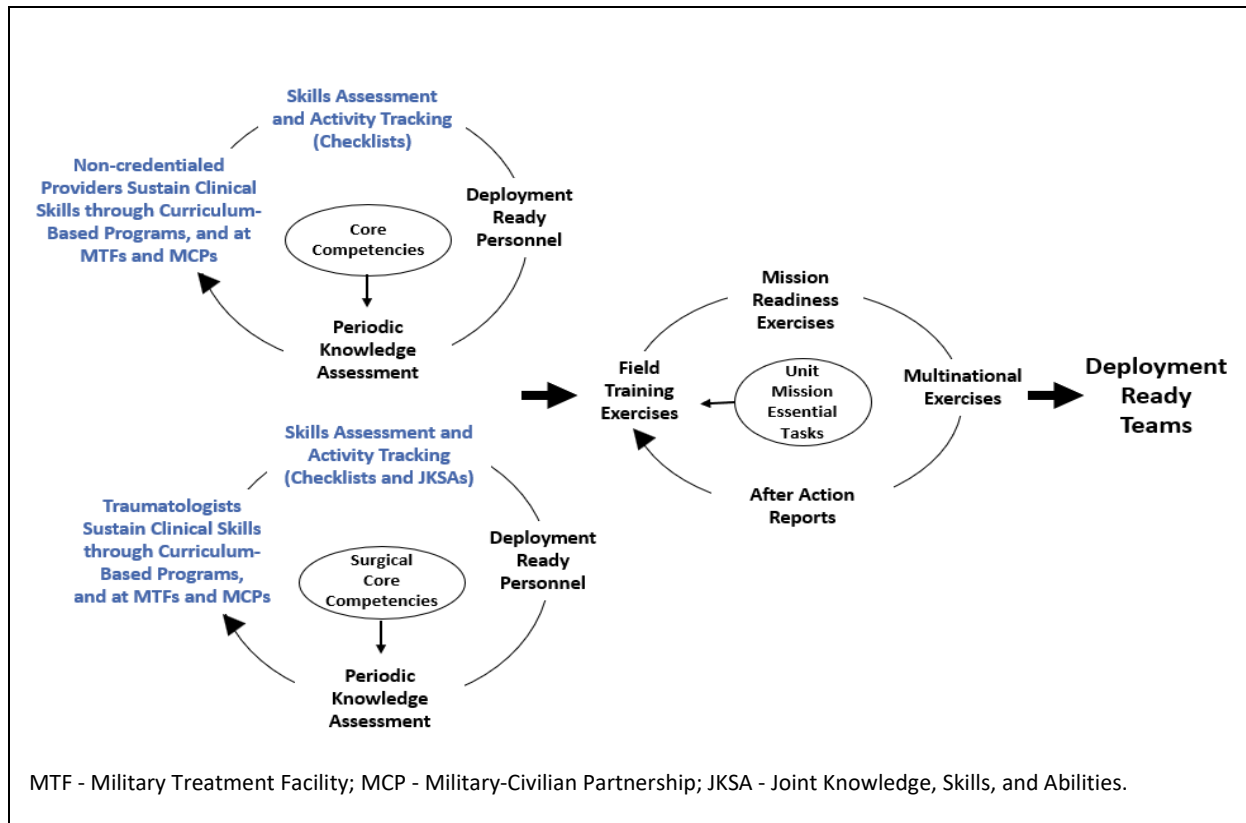 Skills Assessment
and Activity Tracking
(Checklists)
Non-credentialed
Providers Sustain Clinical
Skills through Curriculum-
Based Programs, and at
MTFs and MCPs
Core
Competencies
Deployment
Ready
Personnel
Periodic
Knowledge
Assessment
Skills Assessment and
Activity Tracking
(Checklists and JKSAs)
Traumatologists
Sustain Clinical Skills
through Curriculum-
Based Programs,
and at MTFs and MCPs
Surgical
Core
Competencies
Deployment
Ready
Personnel
Periodic
Knowledge
Assessment
Mission
Readiness
Exercises
Field
Training
Exercises
Unit
Mission
Essential
Tasks
Multinational
Exercises
After Action
Reports
Deployment
Ready
Teams
MTF - Military Treatment Facility; MCP - Military-Civilian Partnership; JKSA - Joint Knowledge, Skills, and Abilities.